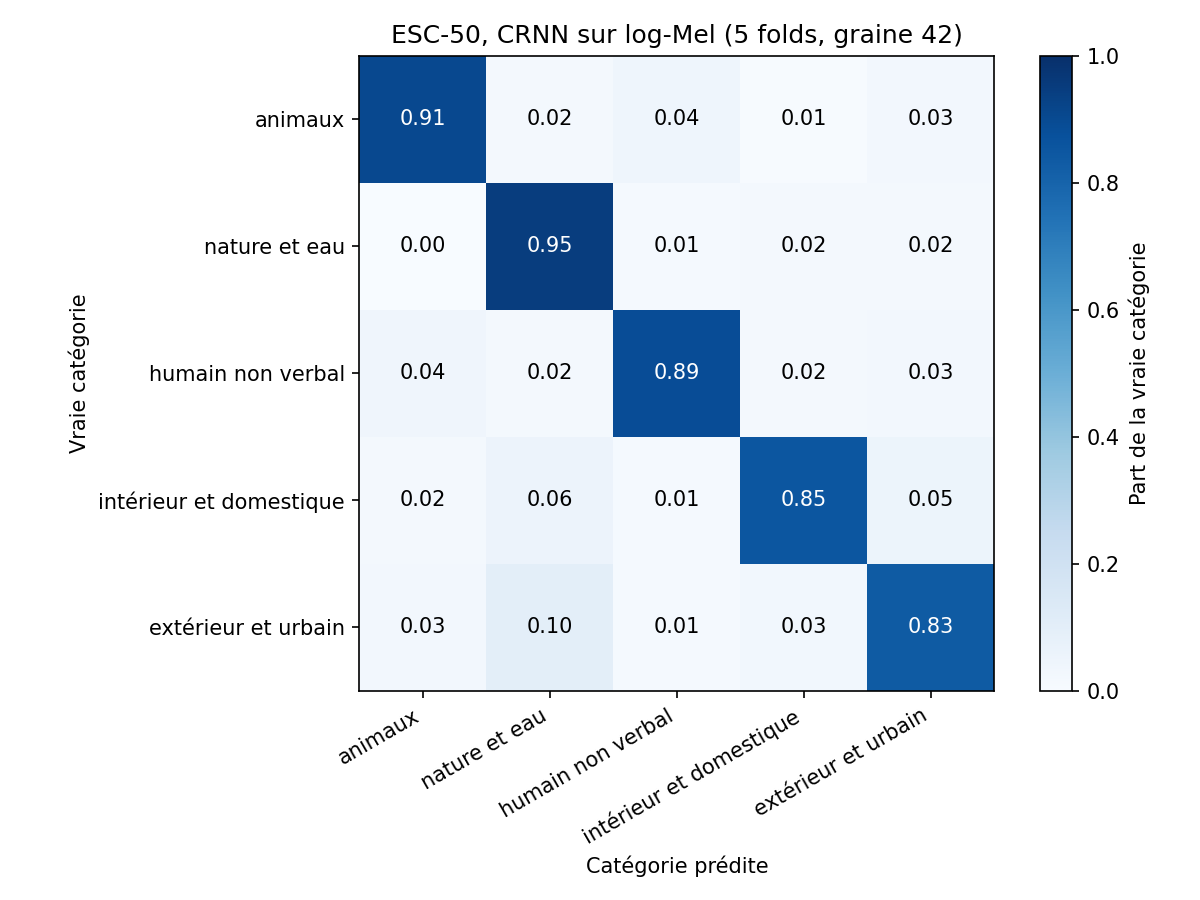 ESC-50, CRNN sur log-Mel (5 folds, graine 42)
Vraie catégorie
animaux 0.91 0.02 0.04 0.01 0.03
nature et eau 0.00 0.95 0.01 0.02 0.02
humain non verbal 0.04 0.02 0.89 0.02 0.03
intérieur et domestique 0.02 0.06 0.01 0.85 0.05
extérieur et urbain 0.03 0.10 0.01 0.03 0.83
animaux
nature et eau
humain non verbal
intérieur et domestique
extérieur et urbain
Catégorie prédite
1.0
0.8
0.6
0.4
0.2
0.0
Part de la vraie catégorie